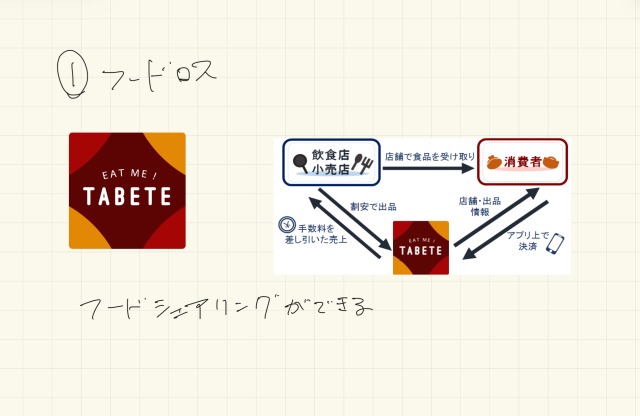 ① フードロス
EAT ME !
TABETE
飲食店
小売店
店舗で食品を受け取り
消費者
割安で出品
手数料を
差し引いた売上
店舗・出品
情報
アプリ上で
決済
EAT ME !
TABETE
フードシェアリングができる